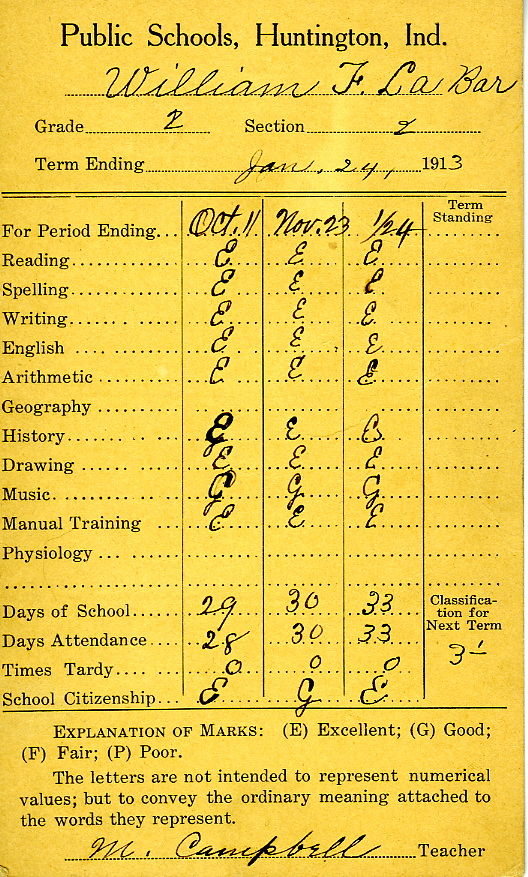 Public Schools, Huntington, Ind.
William F. La Bar
Grade 2 Section 2
Term Ending Jan. 24, 1913
Term Standing
For Period Ending... Oct. 11 Nov. 23 1/24
Reading E E E
Spelling E E E
Writing E E E
English E E E
Arithmetic E E E
Geography
History E
Drawing E E E
Music G G G
Manual Training E E E
Physiology
Days of School 29 30 33 Classifica-
tion for
Next Term
Days Attendance 28 30 33
Times Tardy 0 0 0 3
School Citizenship E G E
EXPLANATION OF MARKS: (E) Excellent; (G) Good;
(F) Fair; (P) Poor.
The letters are not intended to represent numerical
values; but to convey the ordinary meaning attached to
the words they represent.
M. Campbell Teacher